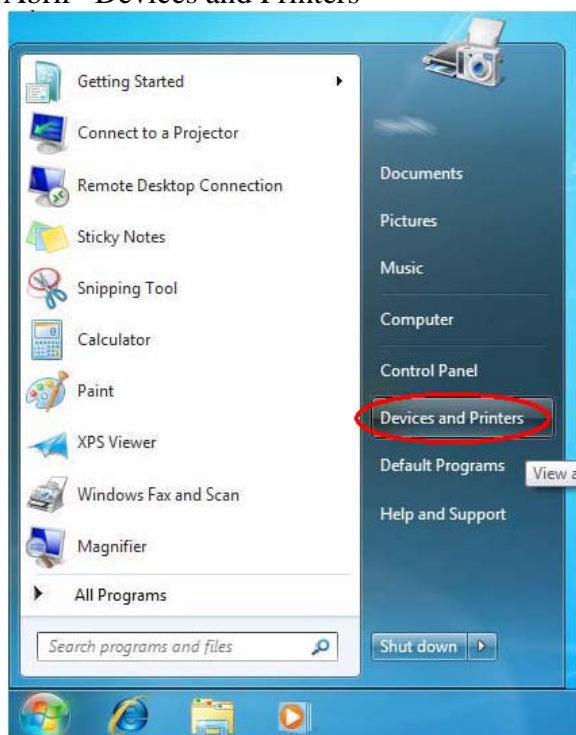 Abrir "Devices and Printers"
Getting Started
Connect to a Projector
Remote Desktop Connection
Sticky Notes
Snipping Tool
Calculator
Paint
XPS Viewer
Windows Fax and Scan
Magnifier
All Programs
Search programs and files
Documents
Pictures
Music
Computer
Control Panel
Devices and Printers
Default Programs
View a
Help and Support
Shut down